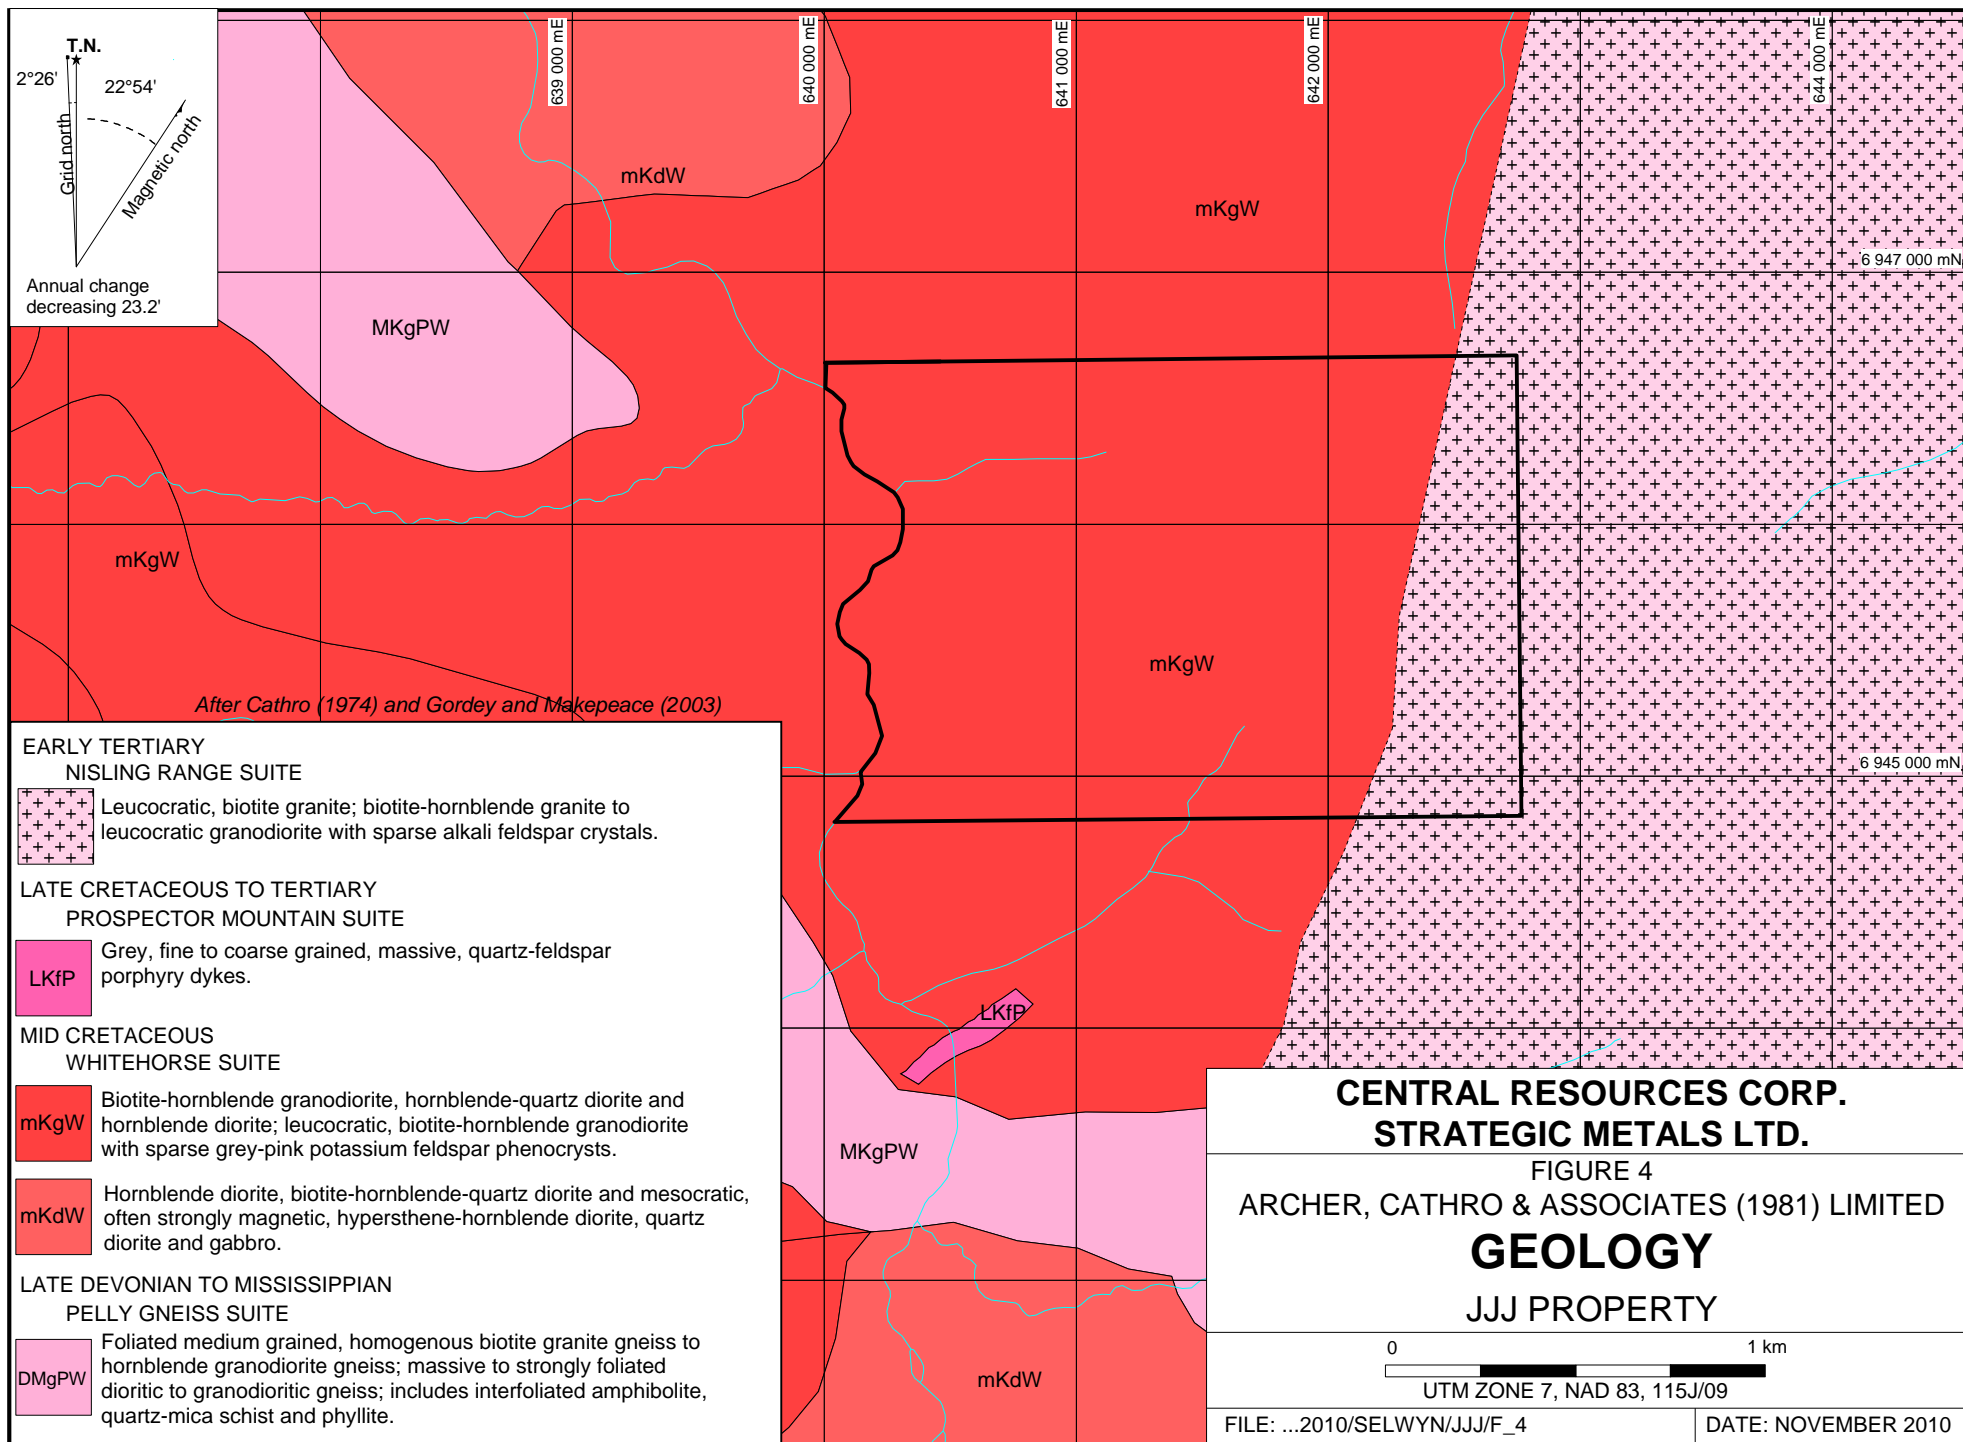 T.N.
2°26'
22°54'
Grid north
Magnetic north
Annual change
decreasing 23.2'
639 000 mE
640 000 mE
641 000 mE
642 000 mE
644 000 mE
6 947 000 mN
6 945 000 mN
mKdW
mKgW
MKgPW
mKgW
mKgW
LKfP
MKgPW
mKdW
After Cathro (1974) and Gordey and Makepeace (2003)
EARLY TERTIARY
NISLING RANGE SUITE
Leucocratic, biotite granite; biotite-hornblende granite to
leucocratic granodiorite with sparse alkali feldspar crystals.
LATE CRETACEOUS TO TERTIARY
PROSPECTOR MOUNTAIN SUITE
LKfP
Grey, fine to coarse grained, massive, quartz-feldspar
porphyry dykes.
MID CRETACEOUS
WHITEHORSE SUITE
mKgW
Biotite-hornblende granodiorite, hornblende-quartz diorite and
hornblende diorite; leucocratic, biotite-hornblende granodiorite
with sparse grey-pink potassium feldspar phenocrysts.
mKdW
Hornblende diorite, biotite-hornblende-quartz diorite and mesocratic,
often strongly magnetic, hypersthene-hornblende diorite, quartz
diorite and gabbro.
LATE DEVONIAN TO MISSISSIPPIAN
PELLY GNEISS SUITE
DMgPW
Foliated medium grained, homogenous biotite granite gneiss to
hornblende granodiorite gneiss; massive to strongly foliated
dioritic to granodioritic gneiss; includes interfoliated amphibolite,
quartz-mica schist and phyllite.
CENTRAL RESOURCES CORP.
STRATEGIC METALS LTD.
FIGURE 4
ARCHER, CATHRO & ASSOCIATES (1981) LIMITED
GEOLOGY
JJJ PROPERTY
0 1 km
UTM ZONE 7, NAD 83, 115J/09
FILE: ...2010/SELWYN/JJJ/F_4
DATE: NOVEMBER 2010